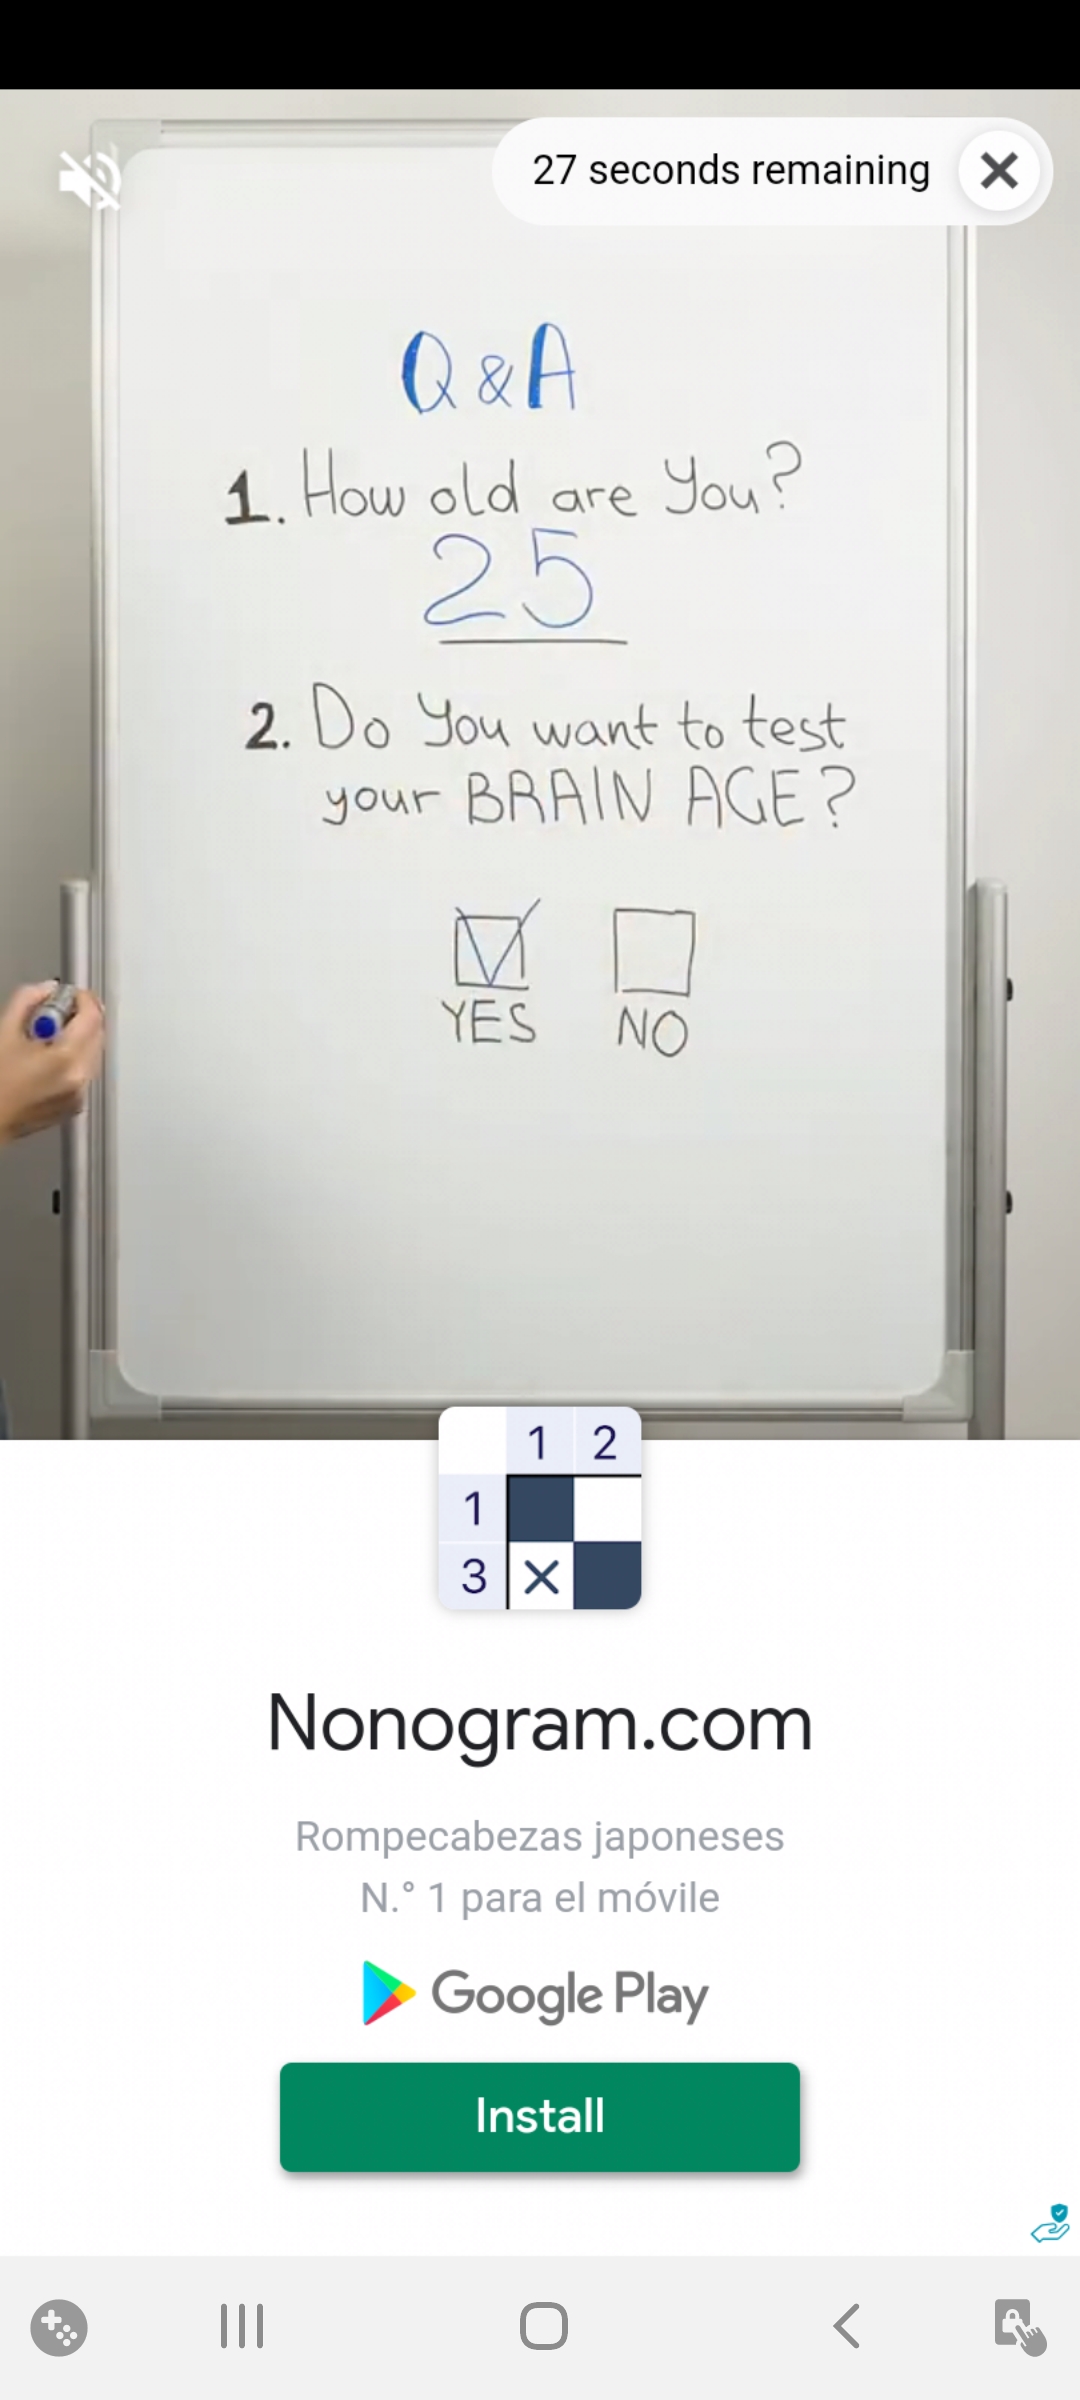 27 seconds remaining
Q & A
1. How old are you?
25
2. Do you want to test
your BRAIN AGE?
YES NO
1 2
1
3
Nonogram.com
Rompecabezas japoneses
N.° 1 para el móvile
Google Play
Install